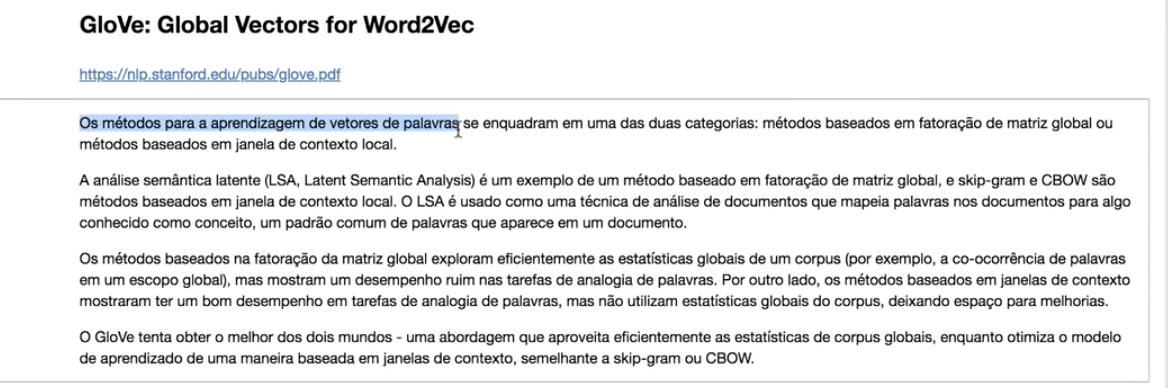 GloVe: Global Vectors for Word2Vec
https://nlp.stanford.edu/pubs/glove.pdf
Os métodos para a aprendizagem de vetores de palavras se enquadram em uma das duas categorias: métodos baseados em fatoração de matriz global ou
métodos baseados em janela de contexto local.
A análise semântica latente (LSA, Latent Semantic Analysis) é um exemplo de um método baseado em fatoração de matriz global, e skip-gram e CBOW são
métodos baseados em janela de contexto local. O LSA é usado como uma técnica de análise de documentos que mapeia palavras nos documentos para algo
conhecido como conceito, um padrão comum de palavras que aparece em um documento.
Os métodos baseados na fatoração da matriz global exploram eficientemente as estatísticas globais de um corpus (por exemplo, a co-ocorrência de palavras
em um escopo global), mas mostram um desempenho ruim nas tarefas de analogia de palavras. Por outro lado, os métodos baseados em janelas de contexto
mostraram ter um bom desempenho em tarefas de analogia de palavras, mas não utilizam estatísticas globais do corpus, deixando espaço para melhorias.
O GloVe tenta obter o melhor dos dois mundos - uma abordagem que aproveita eficientemente as estatísticas de corpus globais, enquanto otimiza o modelo
de aprendizado de uma maneira baseada em janelas de contexto, semelhante a skip-gram ou CBOW.